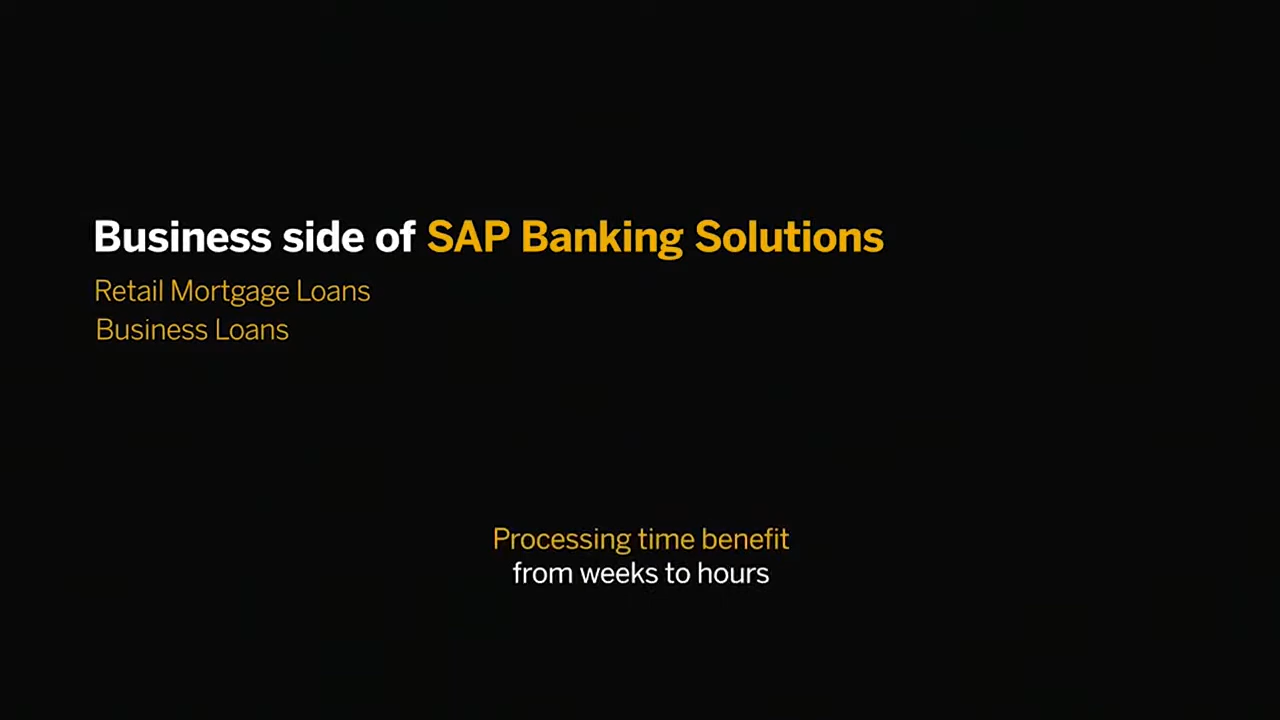 Business side of SAP Banking Solutions
Retail Mortgage Loans
Business Loans
Processing time benefit
from weeks to hours